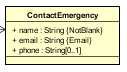 ContactEmergency
+ name : String {NotBlank}
+ email : String {Email}
+ phone : String[0..1]